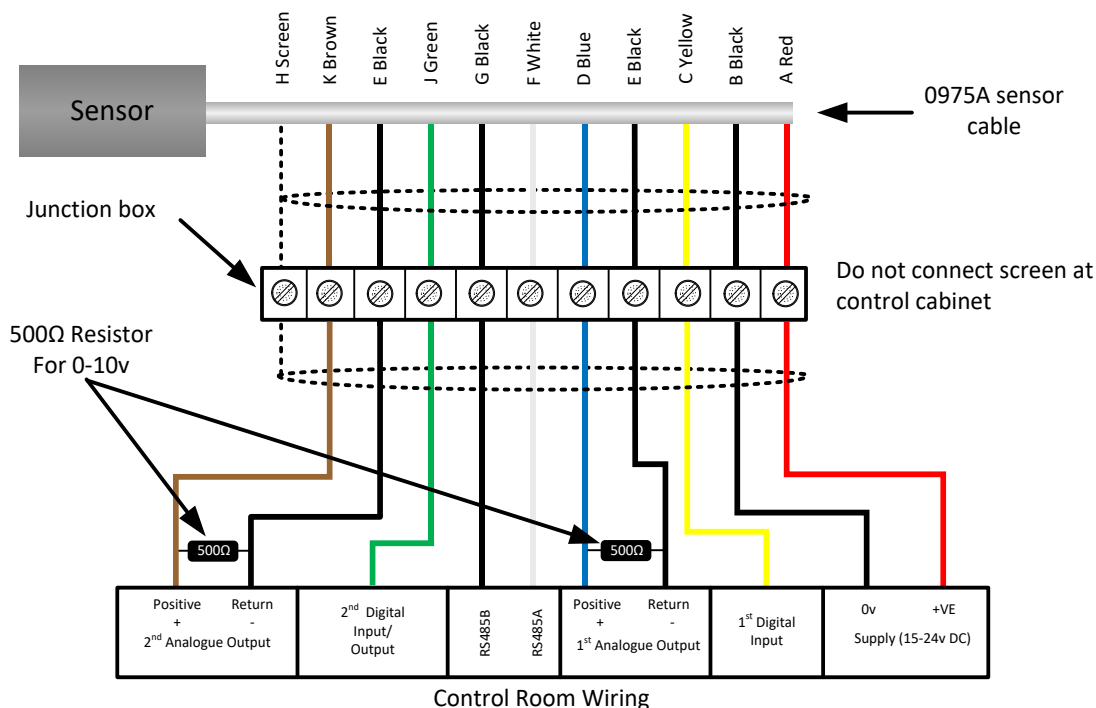 H Screen
K Brown
E Black
J Green
G Black
F White
D Blue
E Black
C Yellow
B Black
A Red
Sensor
0975A sensor
cable
Junction box
Do not connect screen at
control cabinet
500Ω Resistor
For 0-10v
500Ω
500Ω
Positive
+
Return
-
2nd Analogue Output
2nd Digital
Input/
Output
RS485B
RS485A
Positive
+
Return
-
1st Analogue Output
1st Digital
Input
0v
+VE
Supply (15-24v DC)
Control Room Wiring